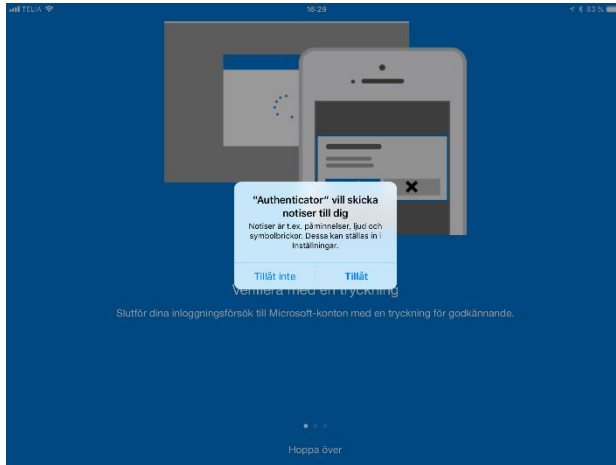 TELIA
16:29
83 %
"Authenticator" vill skicka
notiser till dig
Notiser är t.ex. påminnelser, ljud och
symbolbrickor. Dessa kan ställas in i
Inställningar.
Tillåt inte
Tillåt
Verifiera med en tryckning
Slutför dina inloggningsförsök till Microsoft-konton med en tryckning för godkännande.
Hoppa över